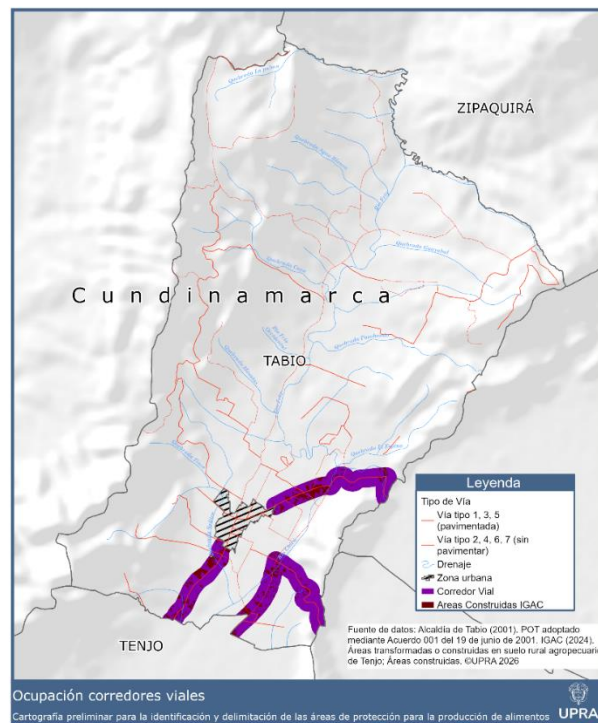 ZIPAQUIRÁ
Cundinamarca
TABIO
TENJO
Leyenda
Tipo de Vía
Vía tipo 1, 3, 5
(pavimentada)
Vía tipo 2, 4, 6, 7 (sin
pavimentar)
Drenaje
Zona urbana
Corredor Vial
Areas Construidas IGAC
Fuente de datos: Alcaldía de Tabio (2001). POT adoptado
mediante Acuerdo 001 del 19 de junio de 2001. IGAC (2024),
Áreas transformadas o construidas en suelo rural agropecuario
de Tenjo; Áreas construidas. ©UPRA 2026
Ocupación corredores viales
Cartografía preliminar para la identificación y delimitación de las áreas de protección para la producción de alimentos
UPRA